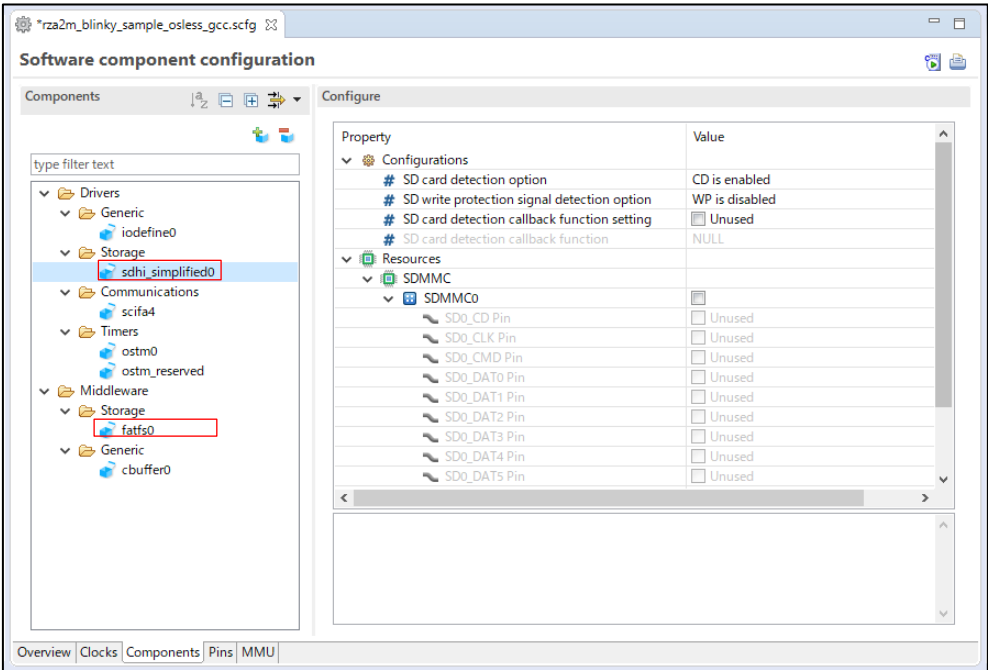 *rza2m_blinky_sample_osless_gcc.scfg
Software component configuration
Components
Configure
type filter text
Drivers
Generic
iodefine0
Storage
sdhi_simplified0
Communications
scifa4
Timers
ostm0
ostm_reserved
Middleware
Storage
fatfs0
Generic
cbuffer0
Property Value
Configurations
# SD card detection option CD is enabled
# SD write protection signal detection option WP is disabled
# SD card detection callback function setting Unused
# SD card detection callback function NULL
Resources
SDMMC
SDMMC0
SD0_CD Pin Unused
SD0_CLK Pin Unused
SD0_CMD Pin Unused
SD0_DAT0 Pin Unused
SD0_DAT1 Pin Unused
SD0_DAT2 Pin Unused
SD0_DAT3 Pin Unused
SD0_DAT4 Pin Unused
SD0_DAT5 Pin Unused
Overview Clocks Components Pins MMU